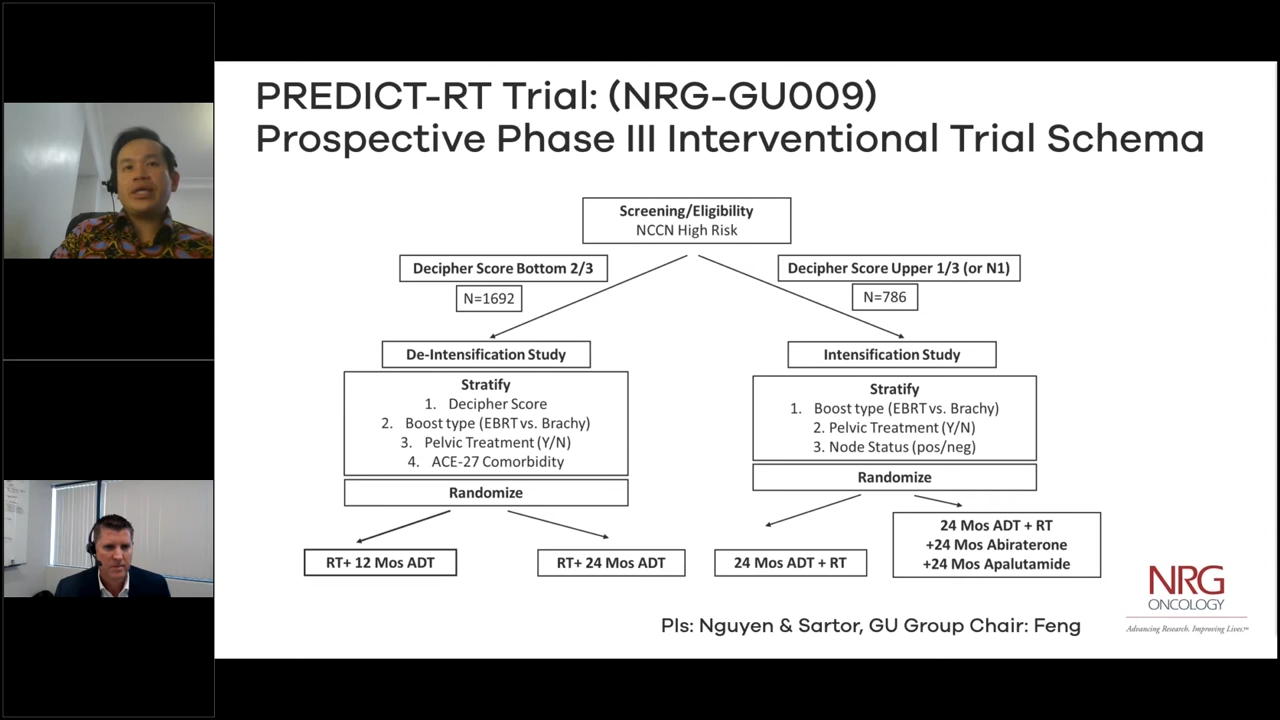 PREDICT-RT Trial: (NRG-GU009)
Prospective Phase III Interventional Trial Schema
Screening/Eligibility
NCCN High Risk
Decipher Score Bottom 2/3
N=1692
Decipher Score Upper 1/3 (or N1)
N=786
De-Intensification Study
Stratify
1. Decipher Score
2. Boost type (EBRT vs. Brachy)
3. Pelvic Treatment (Y/N)
4. ACE-27 Comorbidity
Randomize
RT+ 12 Mos ADT
RT+ 24 Mos ADT
Intensification Study
Stratify
1. Boost type (EBRT vs. Brachy)
2. Pelvic Treatment (Y/N)
3. Node Status (pos/neg)
Randomize
24 Mos ADT + RT
24 Mos ADT + RT
+24 Mos Abiraterone
+24 Mos Apalutamide
PIs: Nguyen & Sartor, GU Group Chair: Feng
NRG
ONCOLOGY
Advancing Research. Improving Lives.™